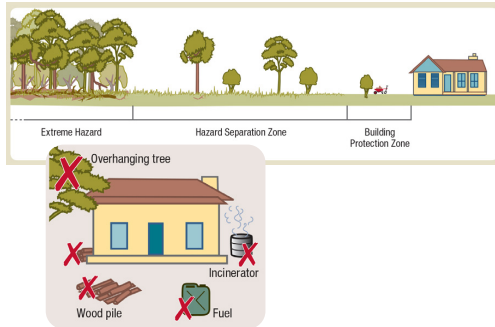 Extreme Hazard
Hazard Separation Zone
Building
Protection Zone
Overhanging tree
Incinerator
Wood pile
Fuel